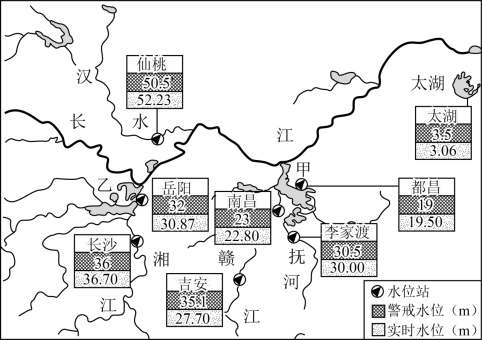 仙桃
50.5
52.23
汉
水
长
江
太湖
太湖
3.5
3.06
甲
乙
岳阳
32
30.87
南昌
23
22.80
都昌
19
19.50
长沙
36
36.70
湘
江
赣
江
抚
河
李家渡
30.5
30.00
吉安
35.1
27.70
水位站
警戒水位（m）
实时水位（m）